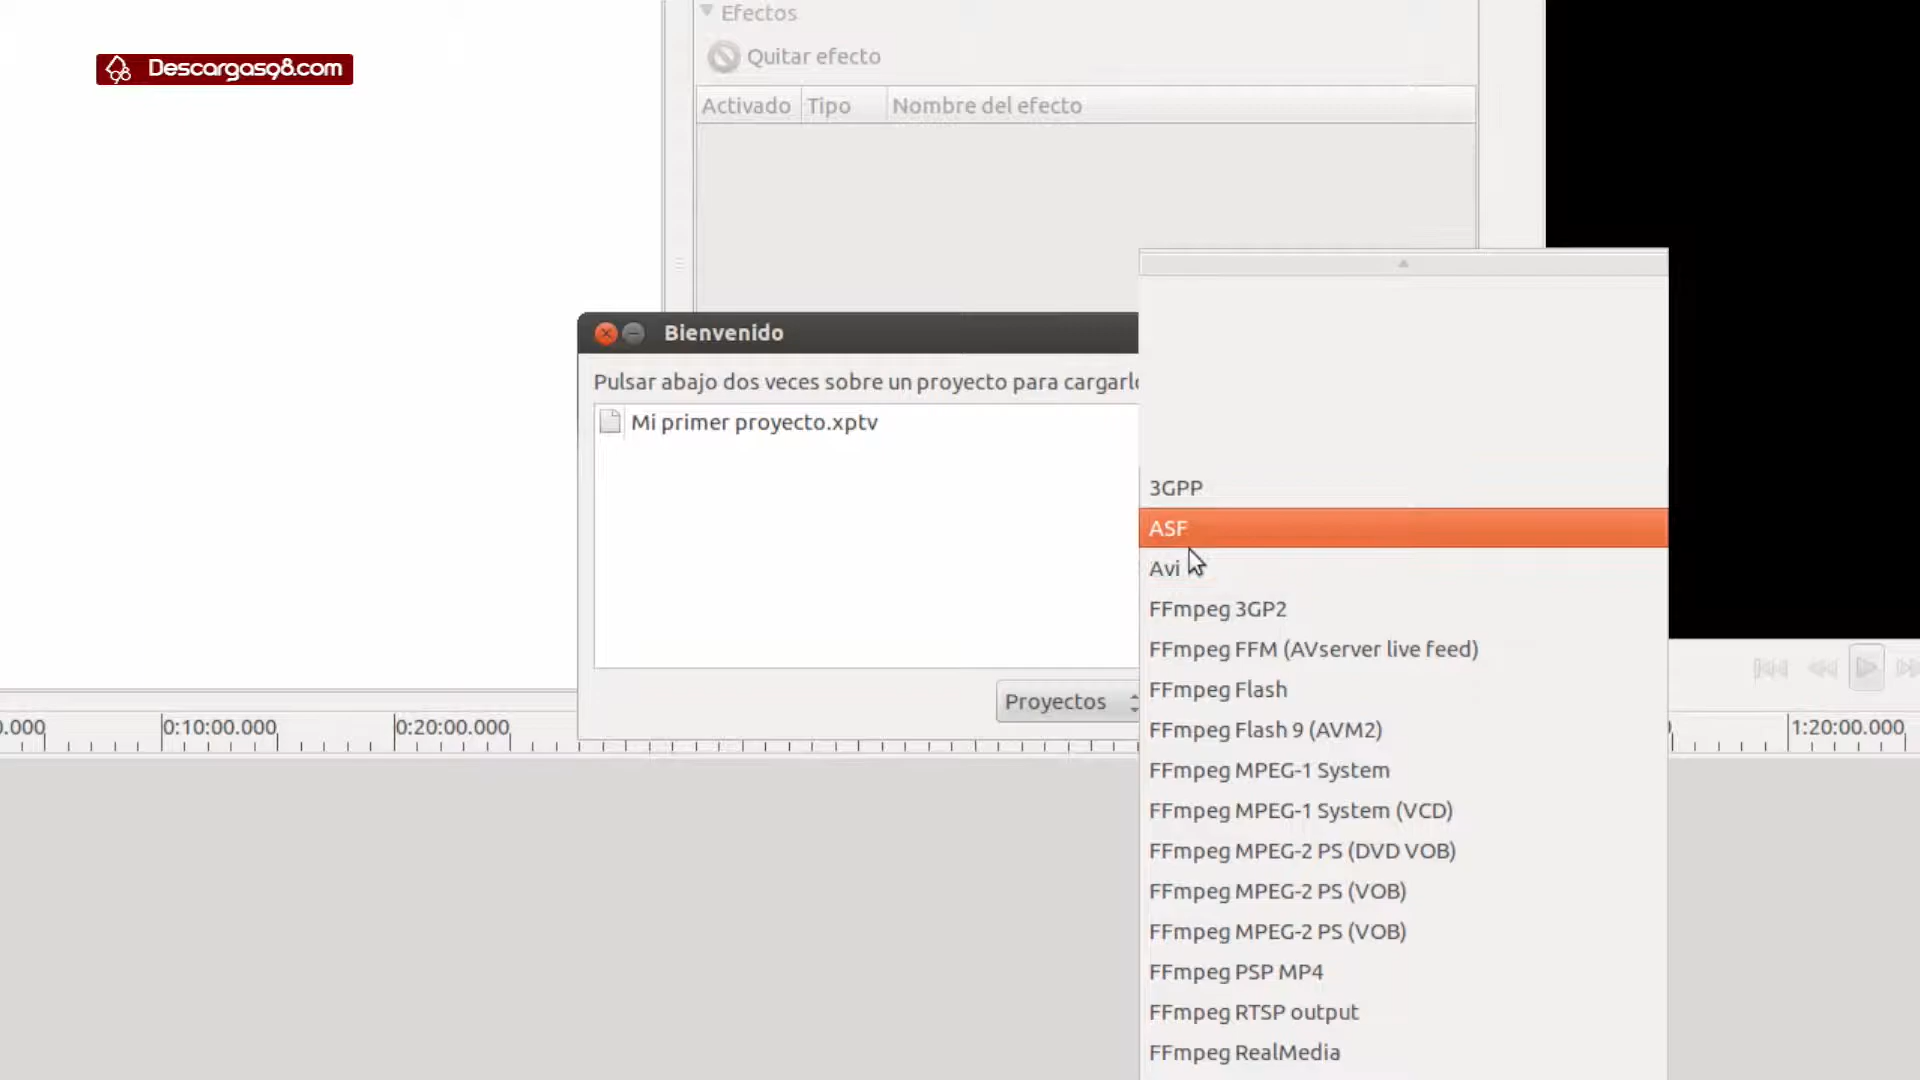 Efectos
Descargas98.com
Quitar efecto
Activado Tipo Nombre del efecto
Bienvenido
Pulsar abajo dos veces sobre un proyecto para cargarlo
Mi primer proyecto.xptv
3GPP
ASF
Avi
FFmpeg 3GP2
FFmpeg FFM (AVserver live feed)
FFmpeg Flash
Proyectos
0.000 0:10:00.000 0:20:00.000 1:20:00.000
FFmpeg Flash 9 (AVM2)
FFmpeg MPEG-1 System
FFmpeg MPEG-1 System (VCD)
FFmpeg MPEG-2 PS (DVD VOB)
FFmpeg MPEG-2 PS (VOB)
FFmpeg MPEG-2 PS (VOB)
FFmpeg PSP MP4
FFmpeg RTSP output
FFmpeg RealMedia